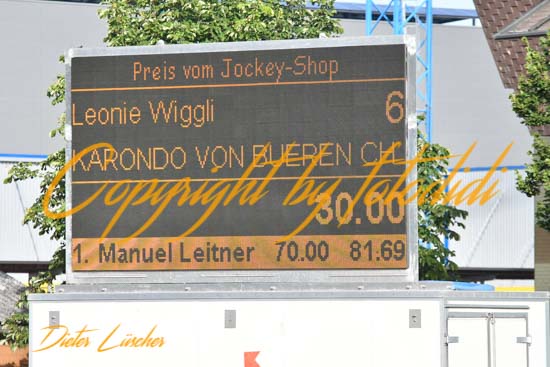 Preis vom Jockey-Shop
Leonie Wiggli 6
KARONDO VON BUEREN CH
30.00
1. Manuel Leitner 70.00 81.69
Copyright by fotodidi
Dieter Lüscher